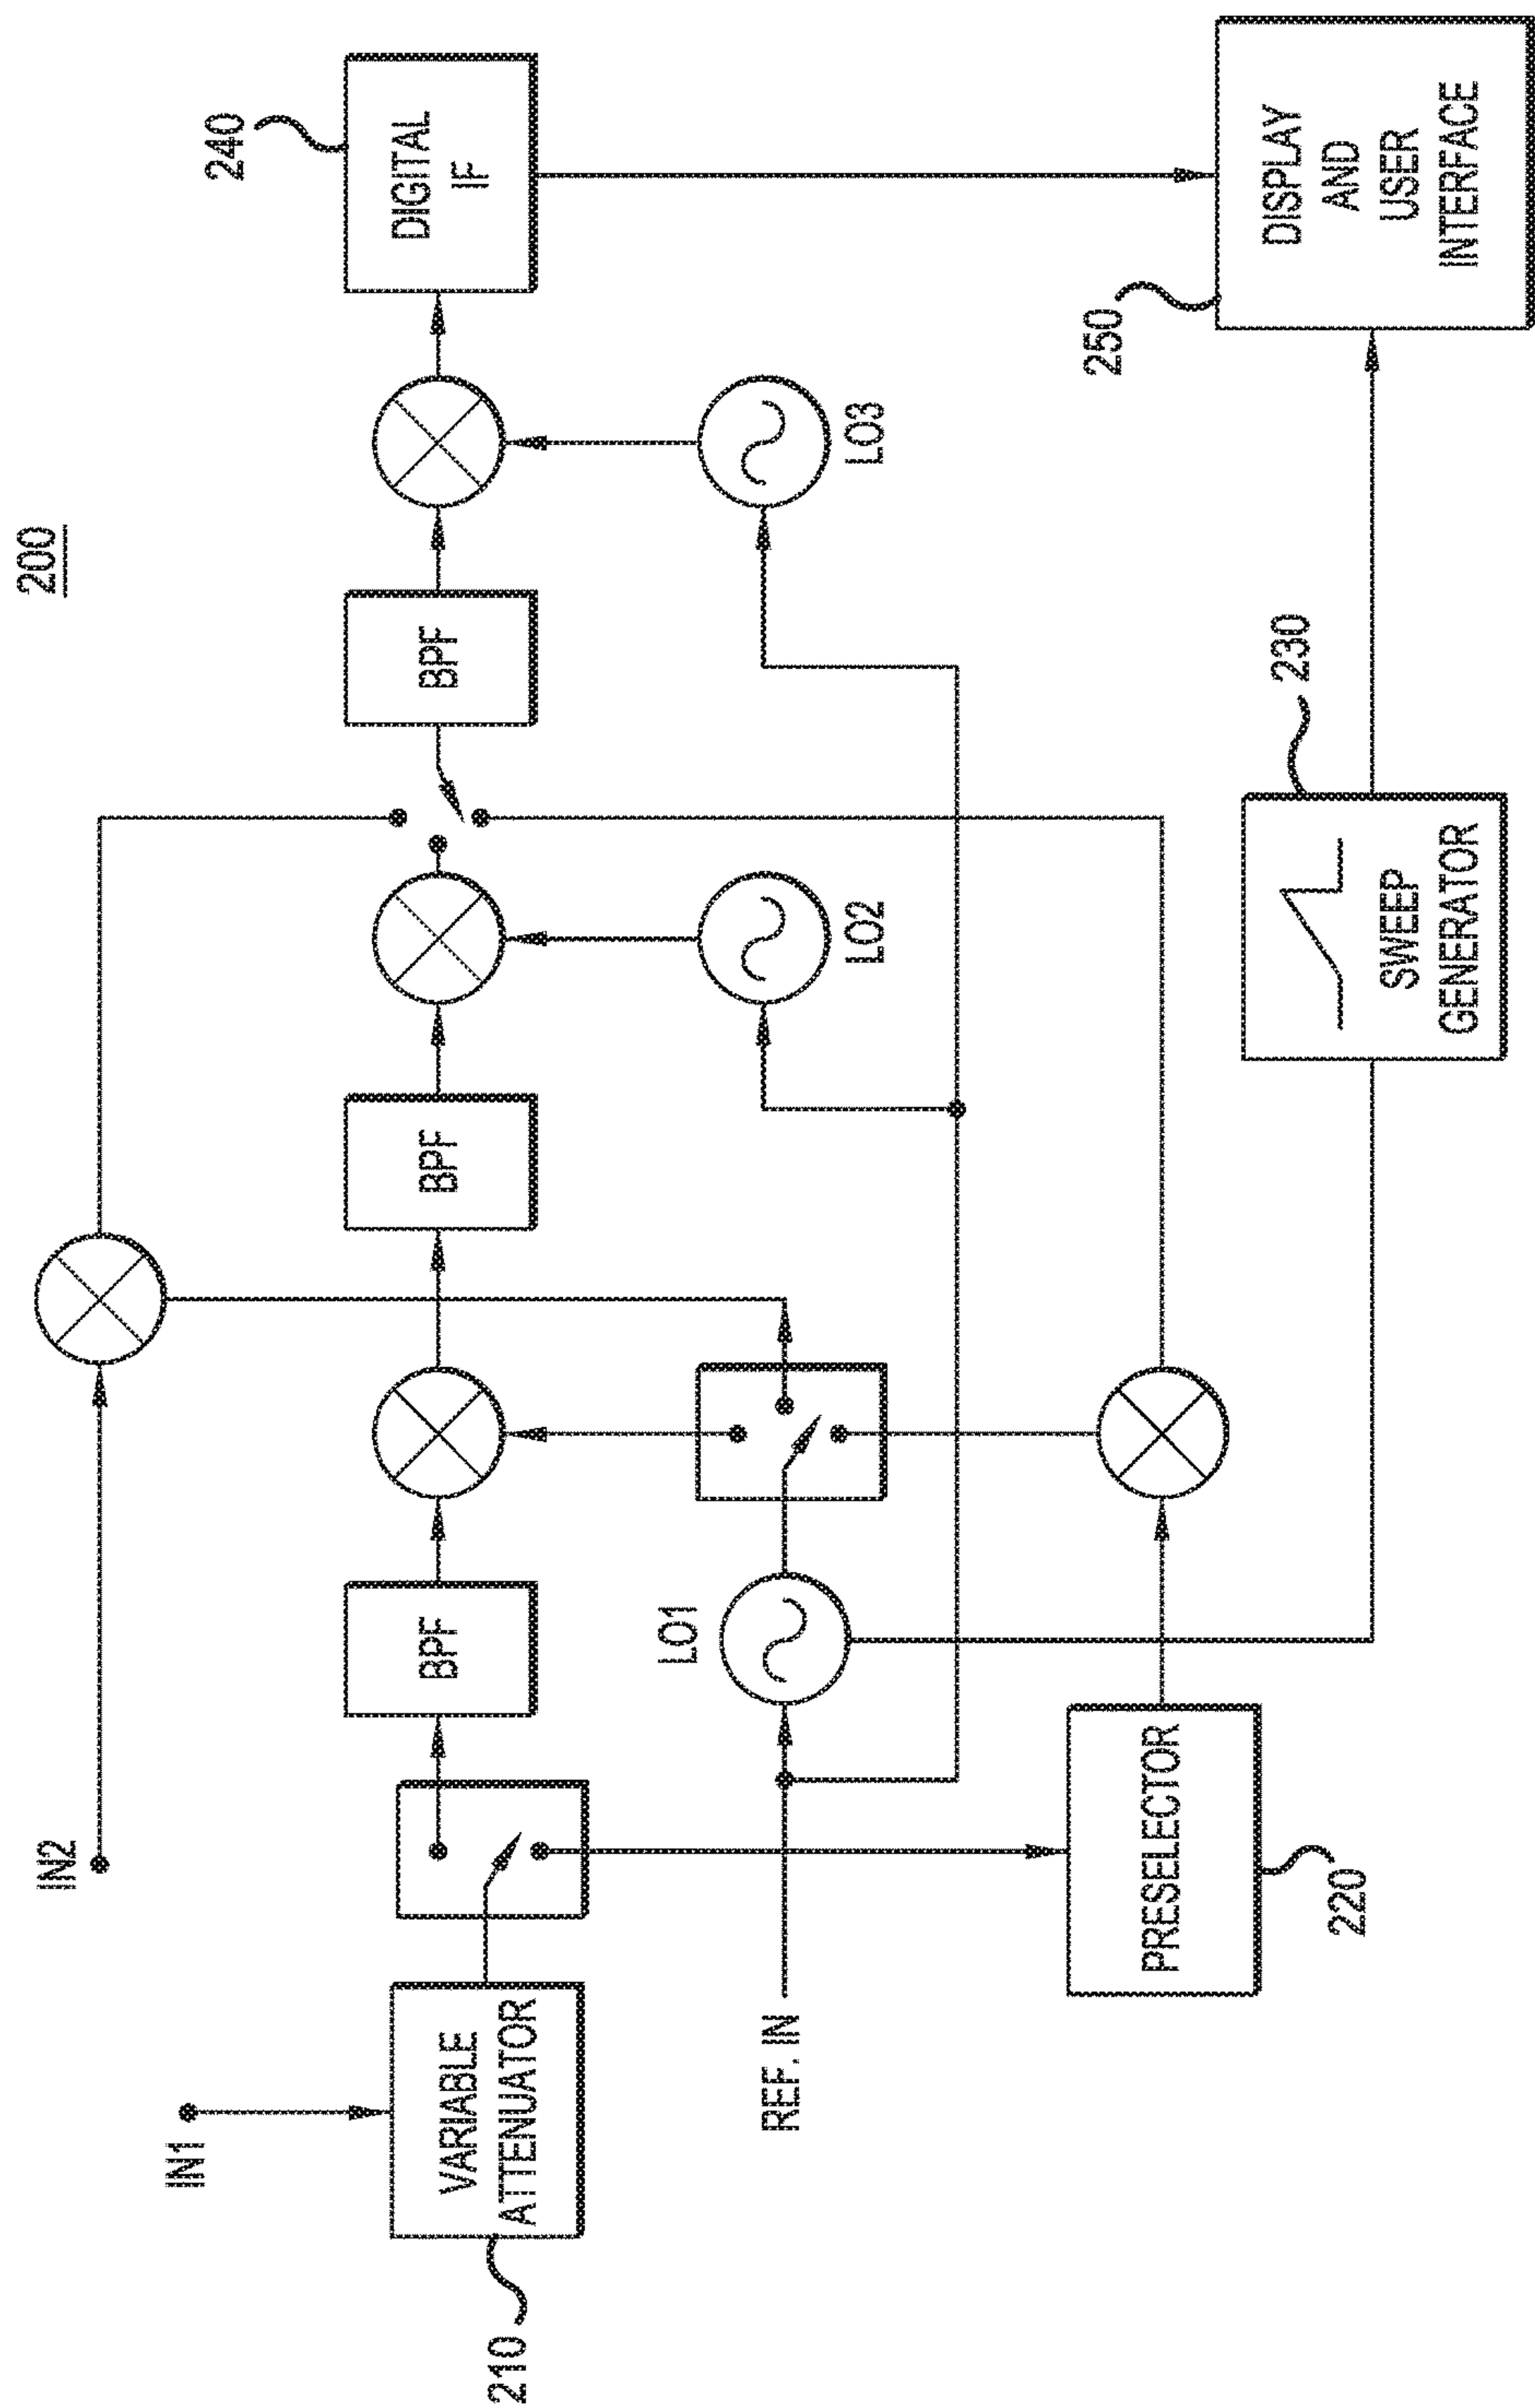 200
IN2
IN1
210
VARIABLE
ATTENUATOR
BPF
BPF
BPF
240
DIGITAL
IF
REF. IN
LO1
LO2
LO3
220
PRESELECTOR
230
SWEEP
GENERATOR
250
DISPLAY
AND
USER
INTERFACE